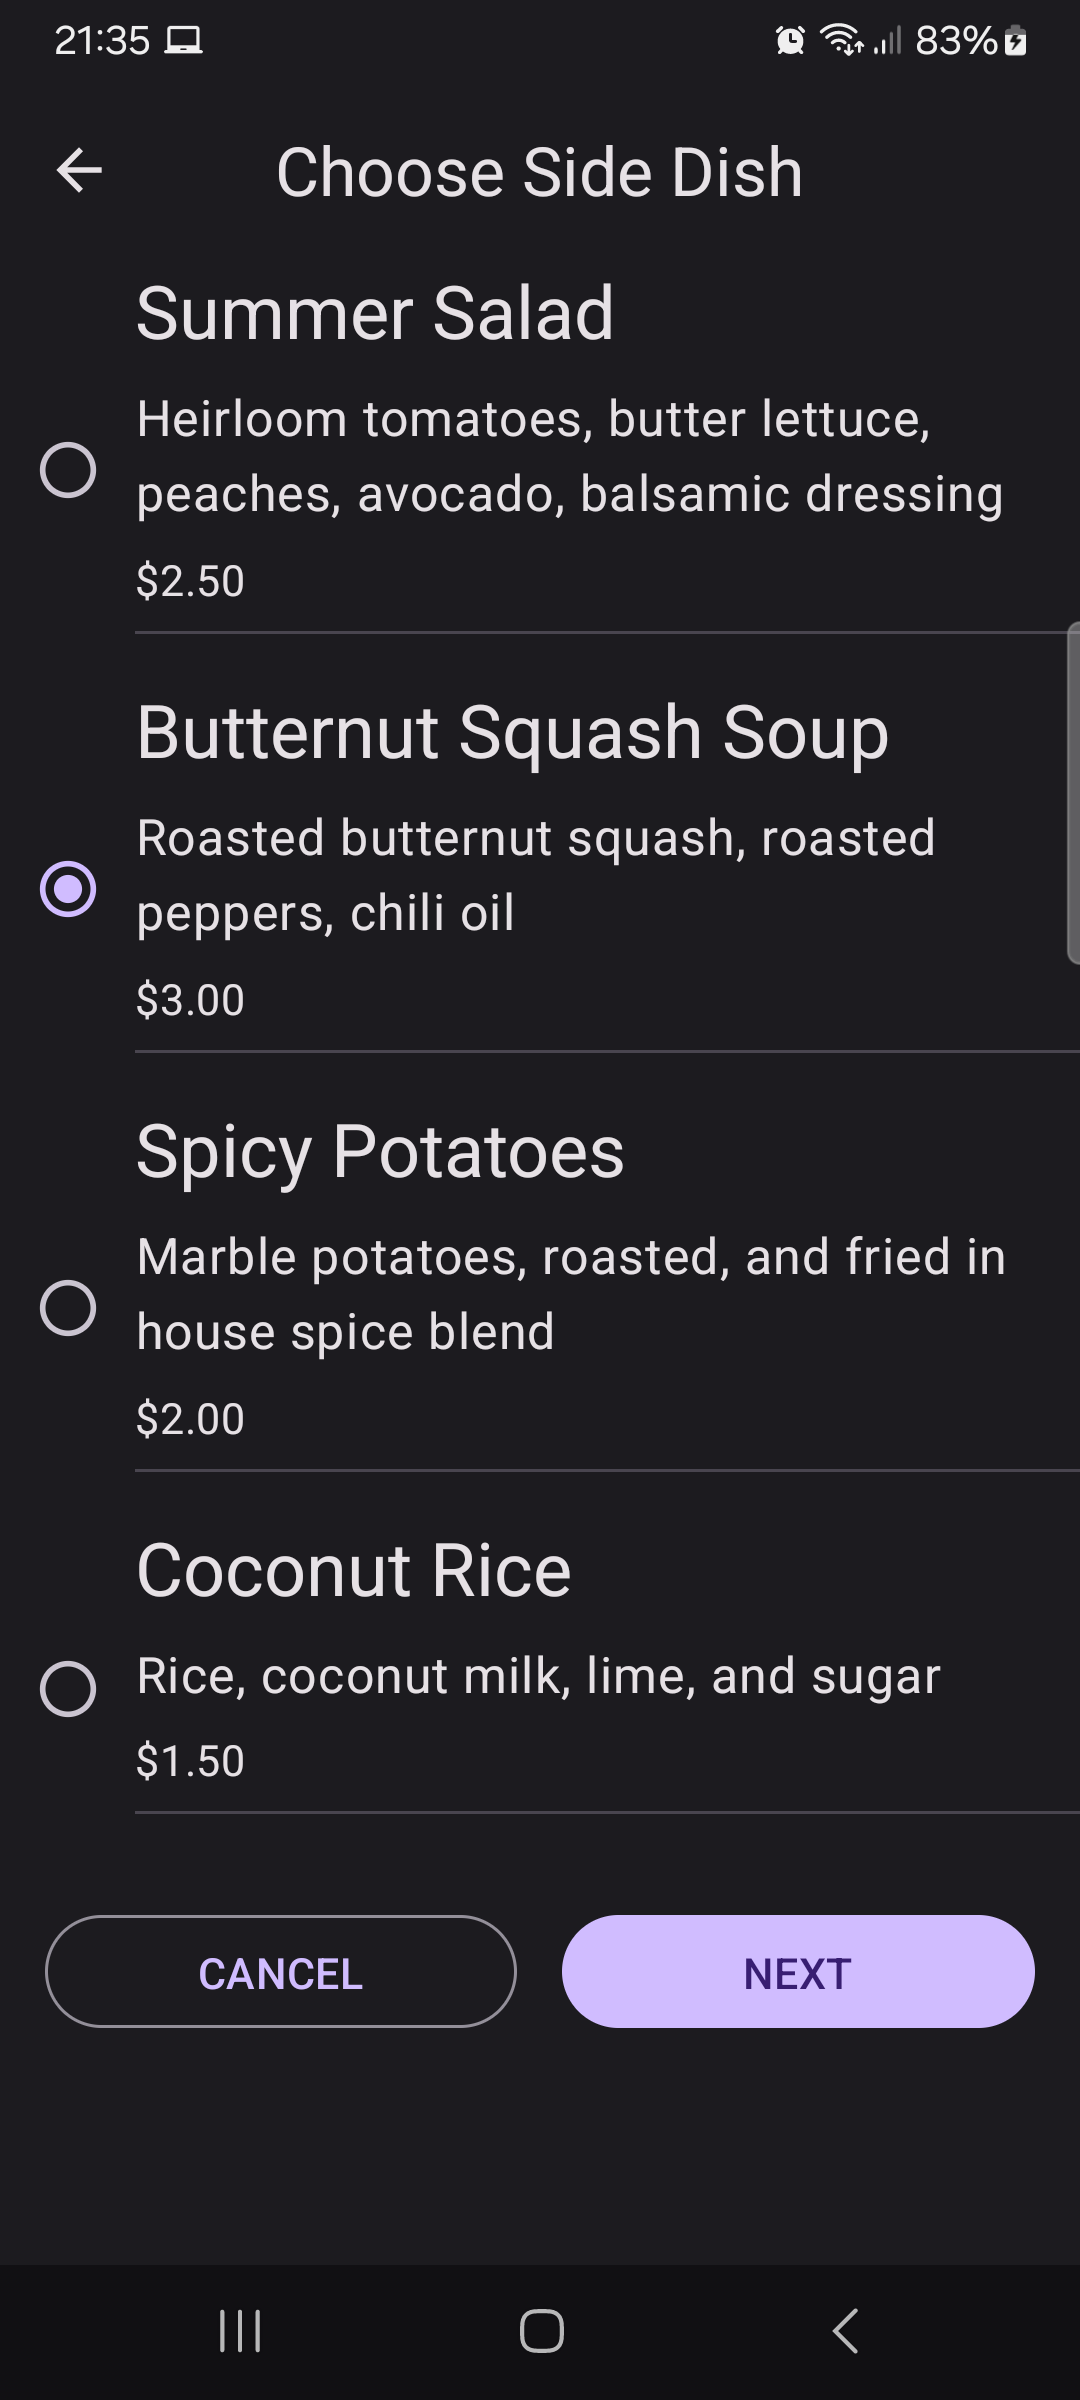 21:35
83%
Choose Side Dish
Summer Salad
Heirloom tomatoes, butter lettuce,
peaches, avocado, balsamic dressing
$2.50
Butternut Squash Soup
Roasted butternut squash, roasted
peppers, chili oil
$3.00
Spicy Potatoes
Marble potatoes, roasted, and fried in
house spice blend
$2.00
Coconut Rice
Rice, coconut milk, lime, and sugar
$1.50
CANCEL
NEXT